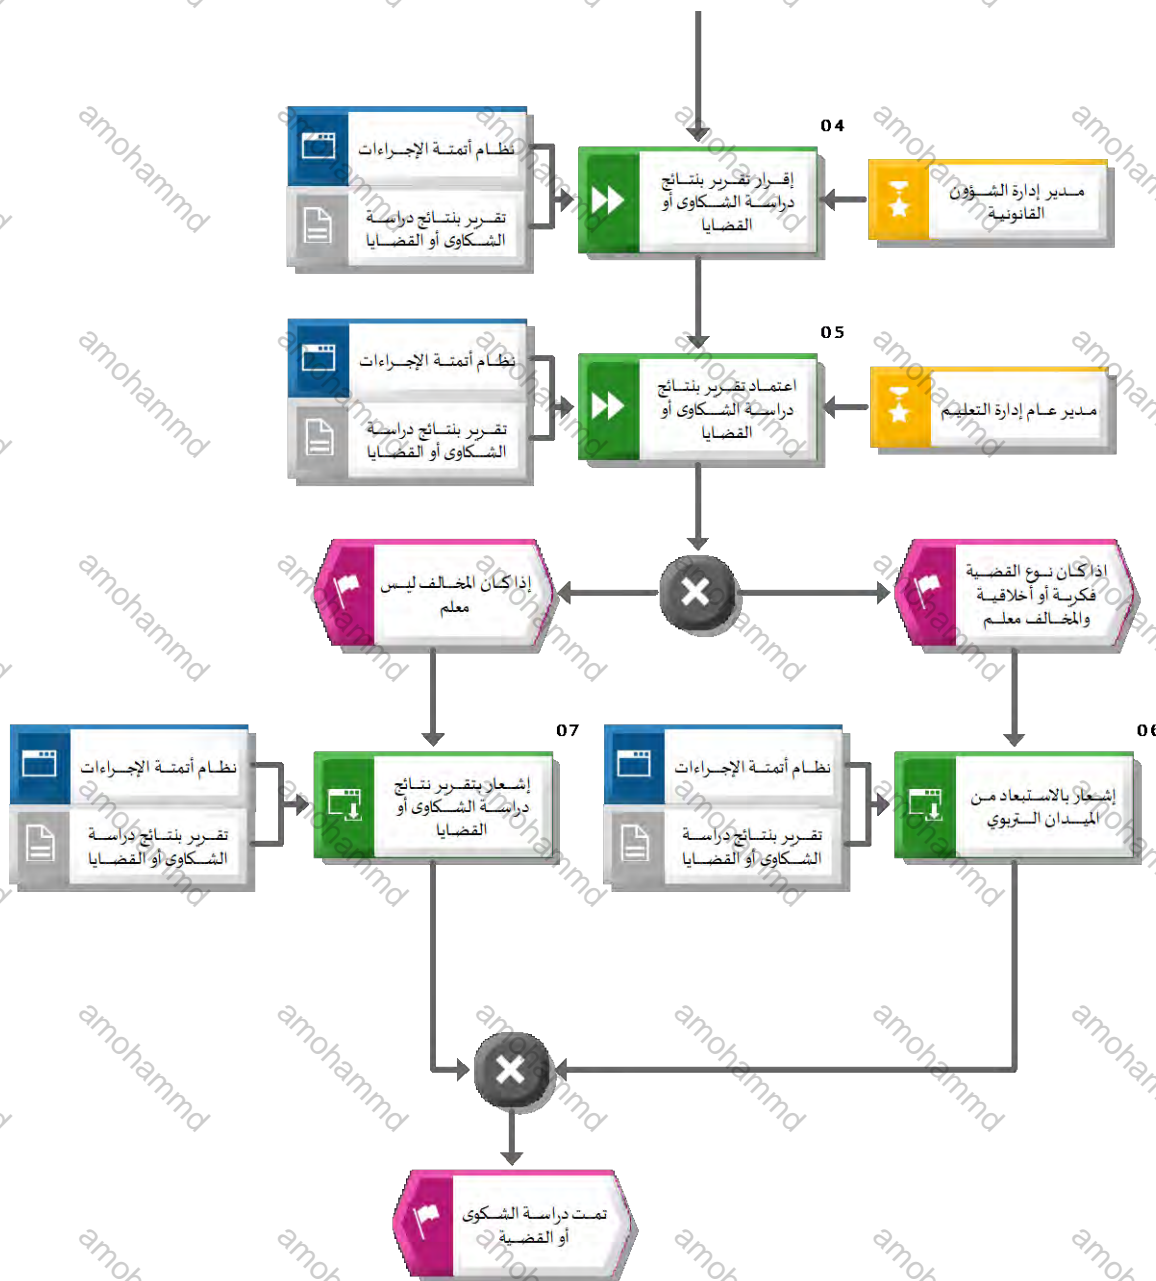 04
مدير إدارة الشؤون
القانونية
إقرار تقرير بنتائج
دراسة الشكاوى أو
القضايا
نظام أتمتة الإجراءات
تقرير بنتائج دراسة
الشكاوى أو القضايا
05
مدير عام إدارة التعليم
اعتماد تقرير بنتائج
دراسة الشكاوى أو
القضايا
نظام أتمتة الإجراءات
تقرير بنتائج دراسة
الشكاوى أو القضايا
اذا كان نوع القضية
فكرية أو أخلاقية
والمخالف معلم
إذا كان المخالف ليس
معلم
06
إشعار بالاستبعاد من
الميدان التربوي
نظام أتمتة الإجراءات
تقرير بنتائج دراسة
الشكاوى أو القضايا
07
إشعار بتقرير نتائج
دراسة الشكاوى أو
القضايا
نظام أتمتة الإجراءات
تقرير بنتائج دراسة
الشكاوى أو القضايا
تمت دراسة الشكوى
أو القضية
amohammd